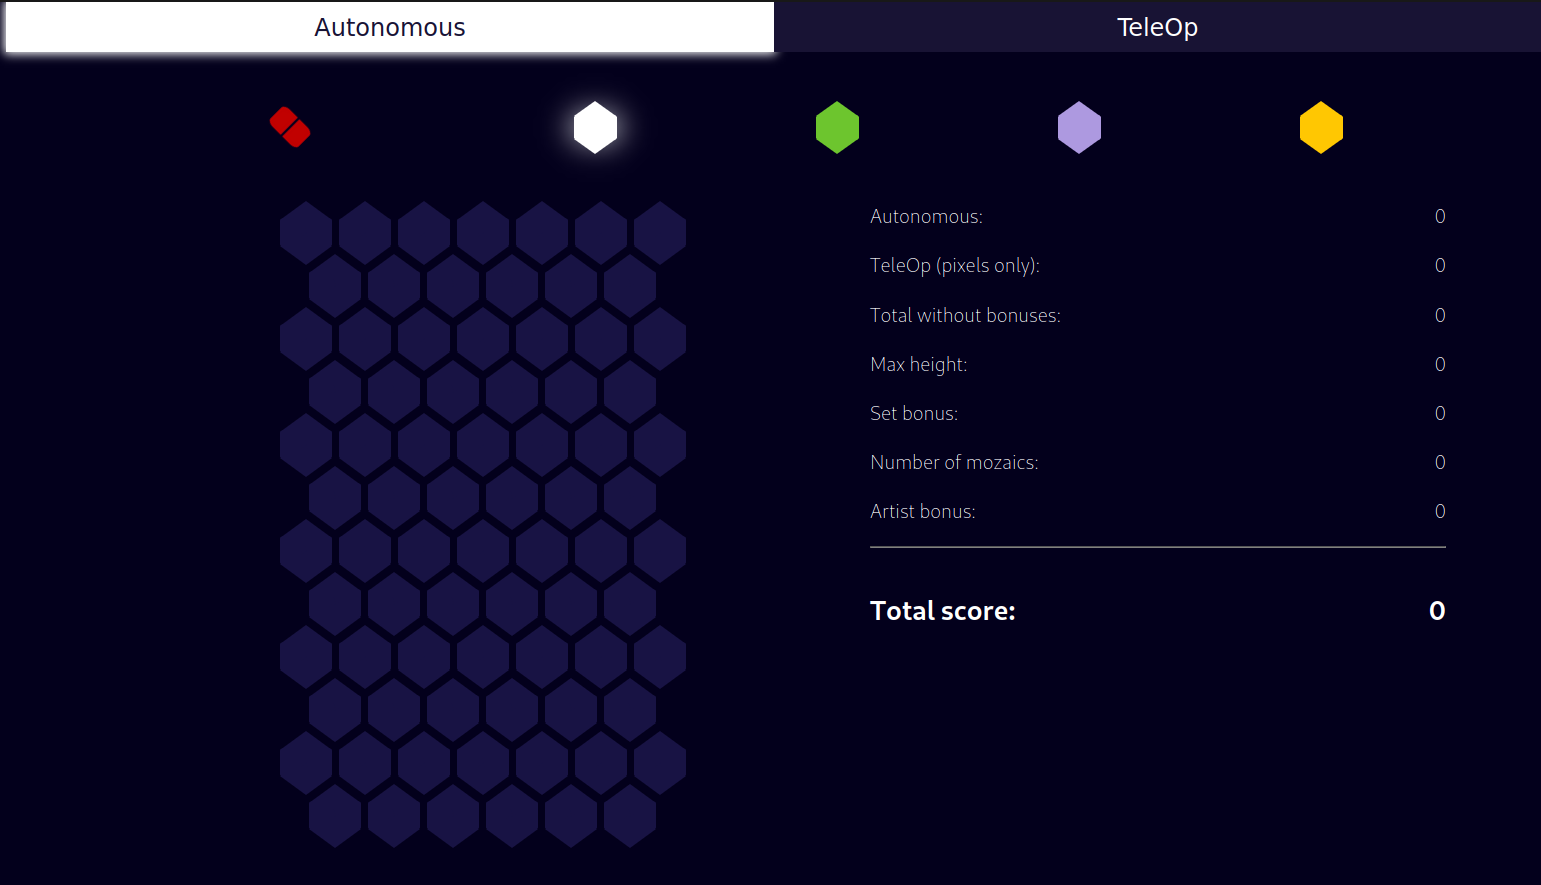 Autonomous
TeleOp
Autonomous: 0
TeleOp (pixels only): 0
Total without bonuses: 0
Max height: 0
Set bonus: 0
Number of mozaics: 0
Artist bonus: 0
Total score: 0